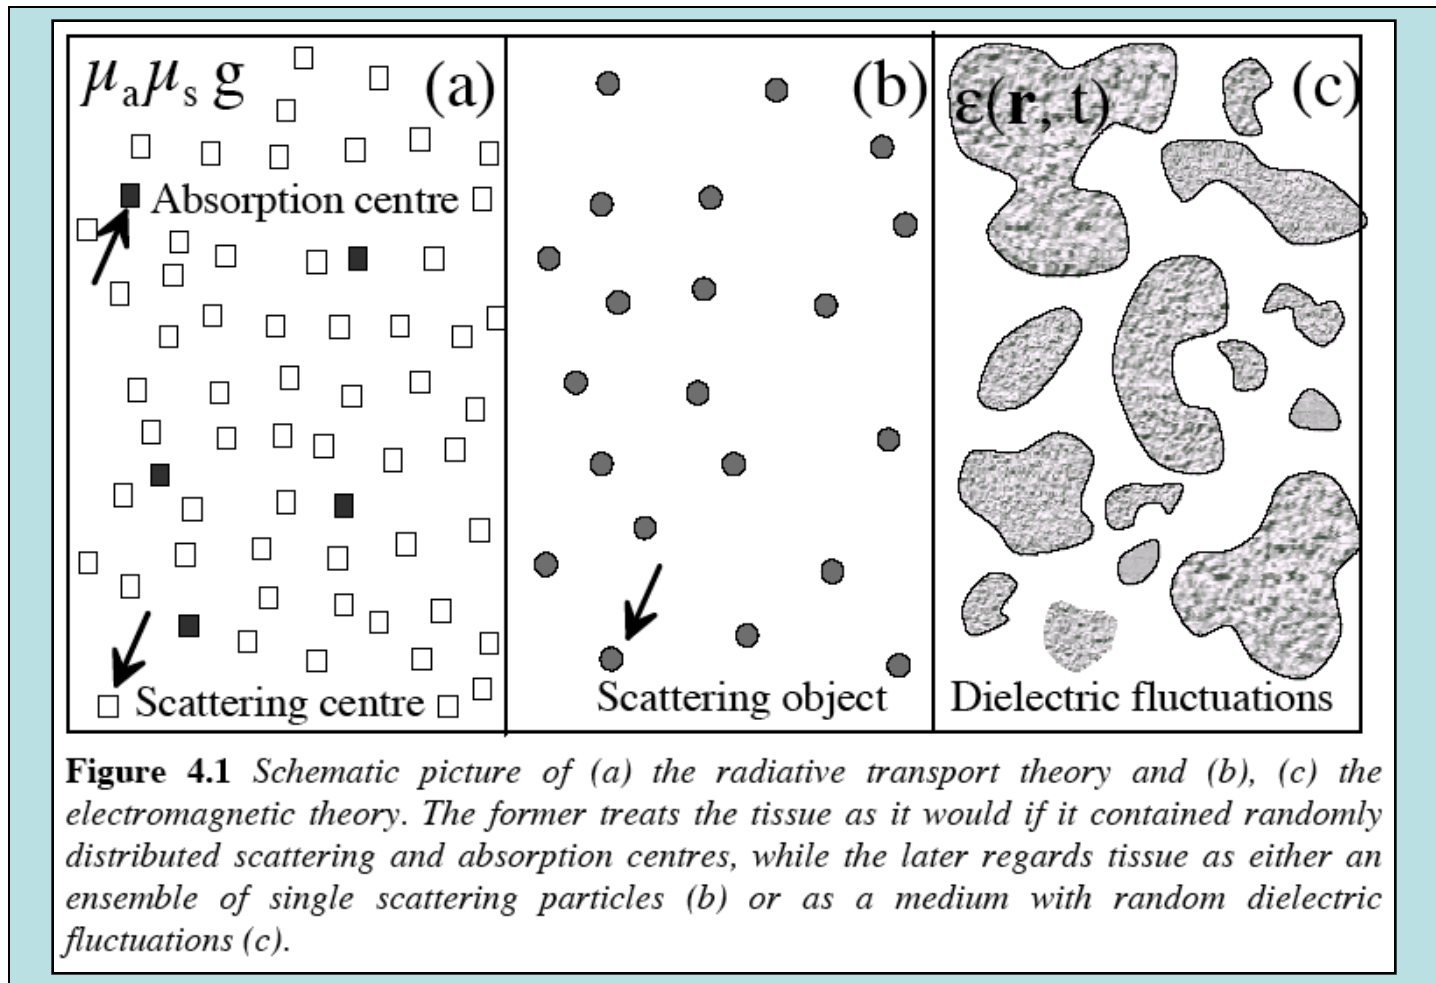 μa μs g
(a)
Absorption centre
Scattering centre
(b)
Scattering object
ε(r, t)
(c)
Dielectric fluctuations
Figure 4.1 Schematic picture of (a) the radiative transport theory and (b), (c) the
electromagnetic theory. The former treats the tissue as it would if it contained randomly
distributed scattering and absorption centres, while the later regards tissue as either an
ensemble of single scattering particles (b) or as a medium with random dielectric
fluctuations (c).